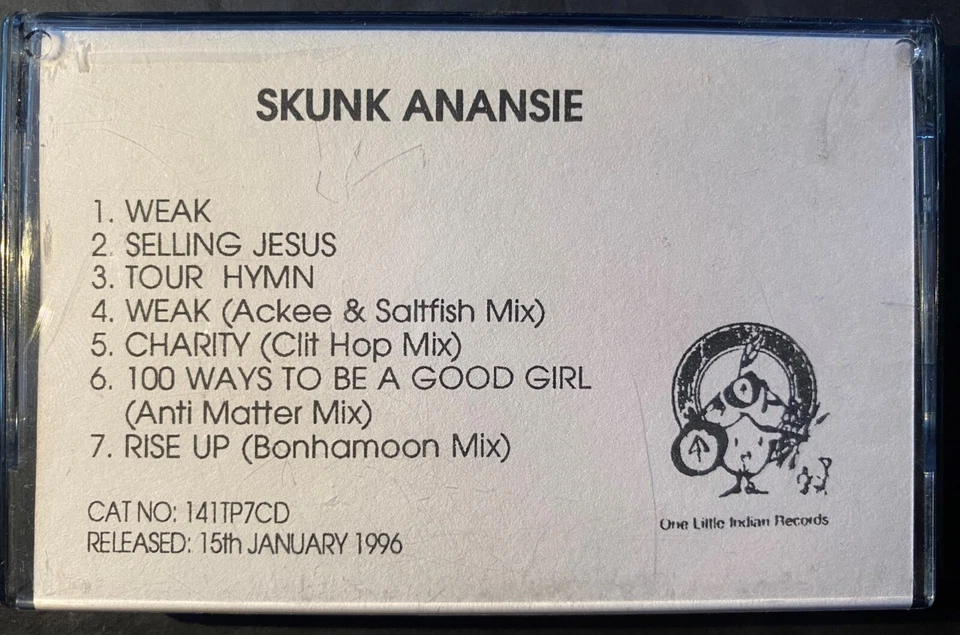 SKUNK ANANSIE
1. WEAK
2. SELLING JESUS
3. TOUR HYMN
4. WEAK (Ackee & Saltfish Mix)
5. CHARITY (Clit Hop Mix)
6. 100 WAYS TO BE A GOOD GIRL
(Anti Matter Mix)
7. RISE UP (Bonhamoon Mix)
CAT NO: 141TP7CD
RELEASED: 15th JANUARY 1996
One Little Indian Records